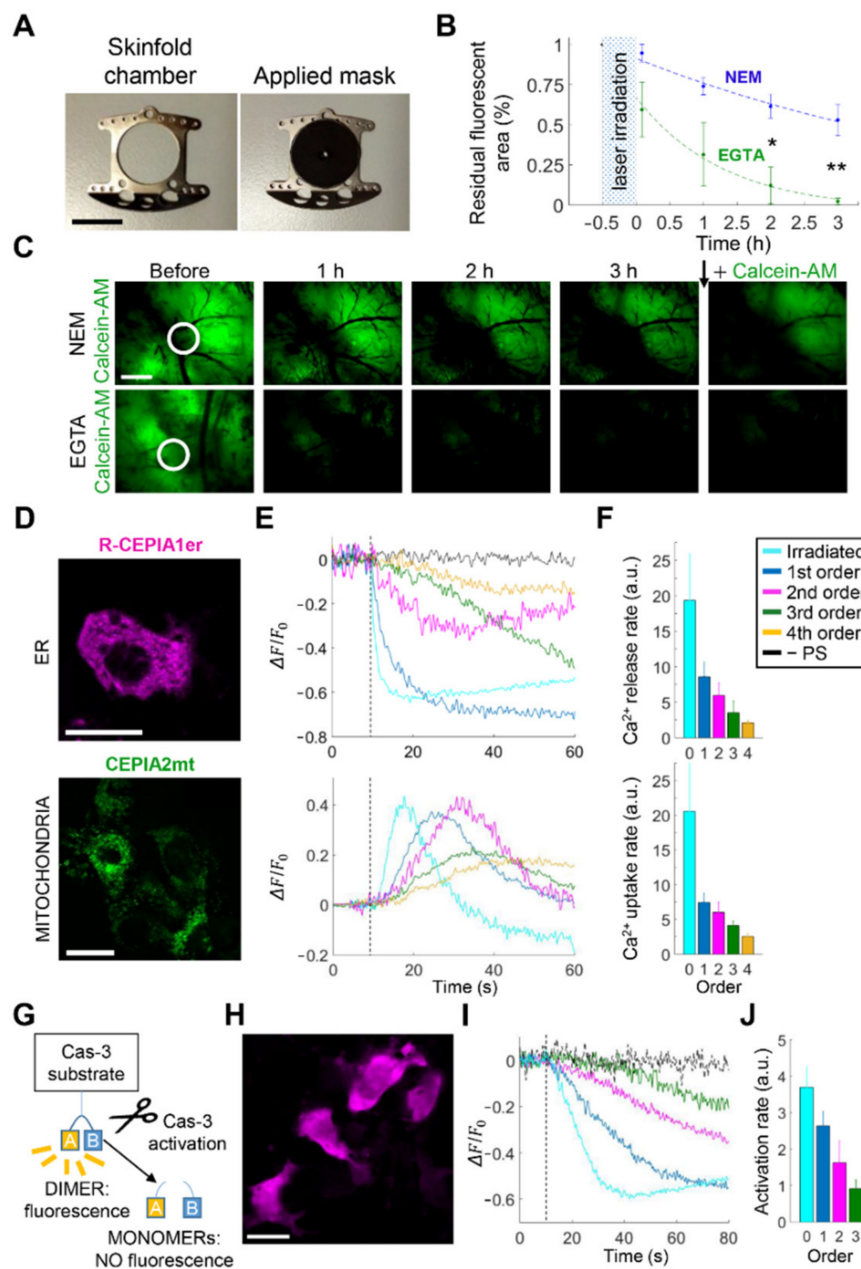 A
Skinfold
chamber
Applied mask
B
Residual fluorescent
area (%)
1
0.75
0.5
0.25
0
laser irradiation
NEM
EGTA
*
**
−0.5 0 1 2 3
Time (h)
C
Before 1 h 2 h 3 h + Calcein-AM
NEM
Calcein-AM
EGTA
Calcein-AM
D
R-CEPIA1er
ER
CEPIA2mt
MITOCHONDRIA
E
ΔF/F0
0
−0.2
−0.4
−0.6
−0.8
0 20 40 60
ΔF/F0
0.4
0.2
0
−0.2
0 20 40 60
Time (s)
F
Ca2+ release rate (a.u.)
25
20
15
10
5
0
0 1 2 3 4
Ca2+ uptake rate (a.u.)
25
20
15
10
5
0
0 1 2 3 4
Order
Irradiated
1st order
2nd order
3rd order
4th order
− PS
G
Cas-3
substrate
A B
Cas-3
activation
DIMER:
fluorescence
A B
MONOMERs:
NO fluorescence
H
I
ΔF/F0
0
−0.2
−0.4
−0.6
0 20 40 60 80
Time (s)
J
Activation rate (a.u.)
5
4
3
2
1
0
0 1 2 3
Order